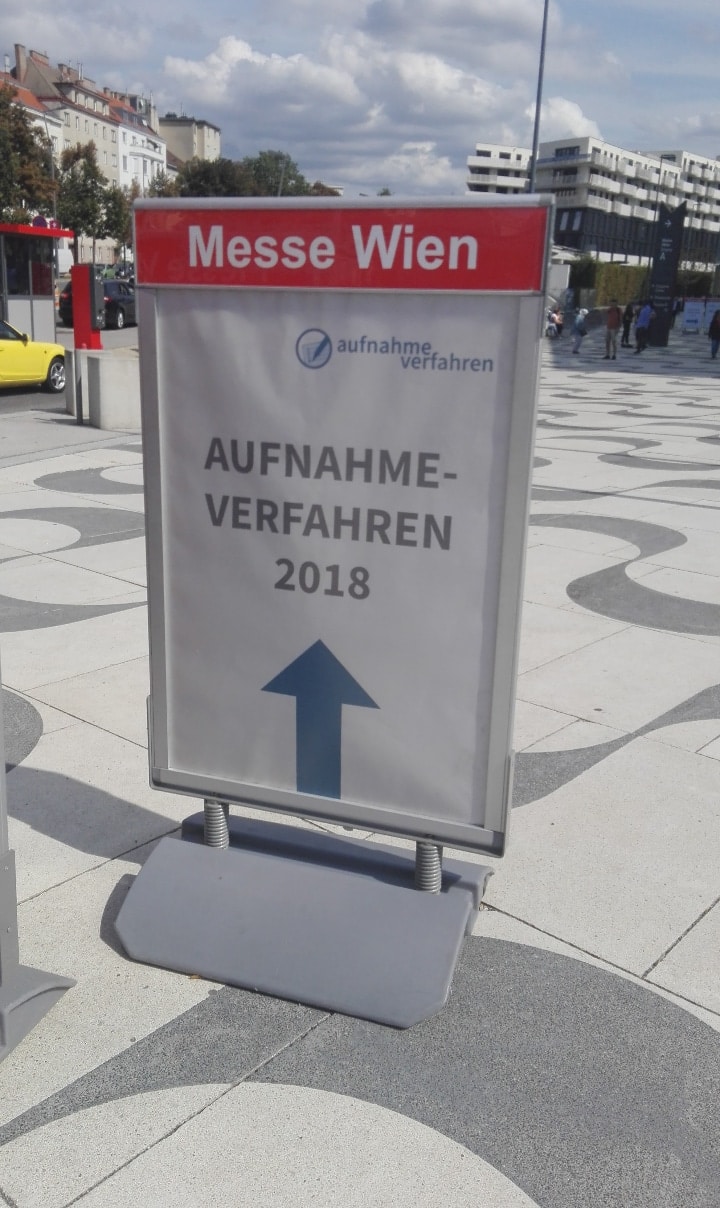 Messe Wien
aufnahme
verfahren
AUFNAHME-
VERFAHREN
2018